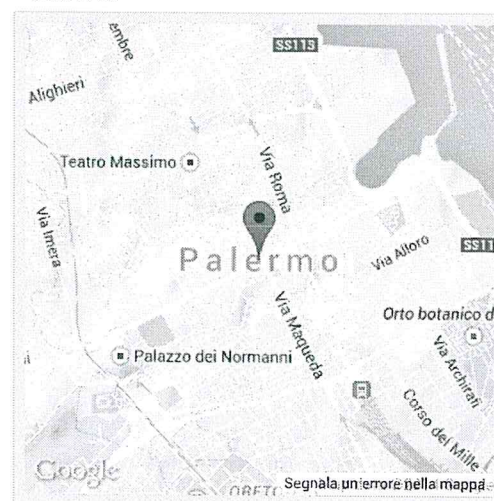 embre
SS113
Alighieri
Teatro Massimo
Via Roma
Via Imera
Palermo
Via Alloro
SS11
Orto botanico d
Via Maqueda
Via Archirafi
Palazzo dei Normanni
Corso dei Mille
Google
ORETO
Segnala un errore nella mappa